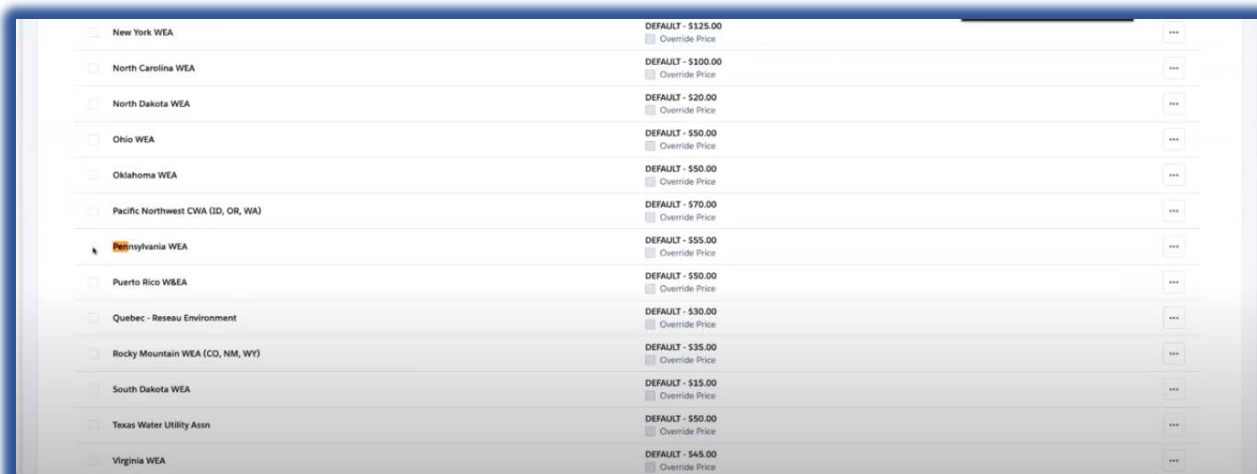 New York WEA
DEFAULT - $125.00
Override Price
North Carolina WEA
DEFAULT - $100.00
Override Price
North Dakota WEA
DEFAULT - $20.00
Override Price
Ohio WEA
DEFAULT - $50.00
Override Price
Oklahoma WEA
DEFAULT - $50.00
Override Price
Pacific Northwest CWA (ID, OR, WA)
DEFAULT - $70.00
Override Price
Pennsylvania WEA
DEFAULT - $55.00
Override Price
Puerto Rico W&EA
DEFAULT - $50.00
Override Price
Quebec - Reseau Environment
DEFAULT - $30.00
Override Price
Rocky Mountain WEA (CO, NM, WY)
DEFAULT - $35.00
Override Price
South Dakota WEA
DEFAULT - $15.00
Override Price
Texas Water Utility Assn
DEFAULT - $50.00
Override Price
Virginia WEA
DEFAULT - $45.00
Override Price